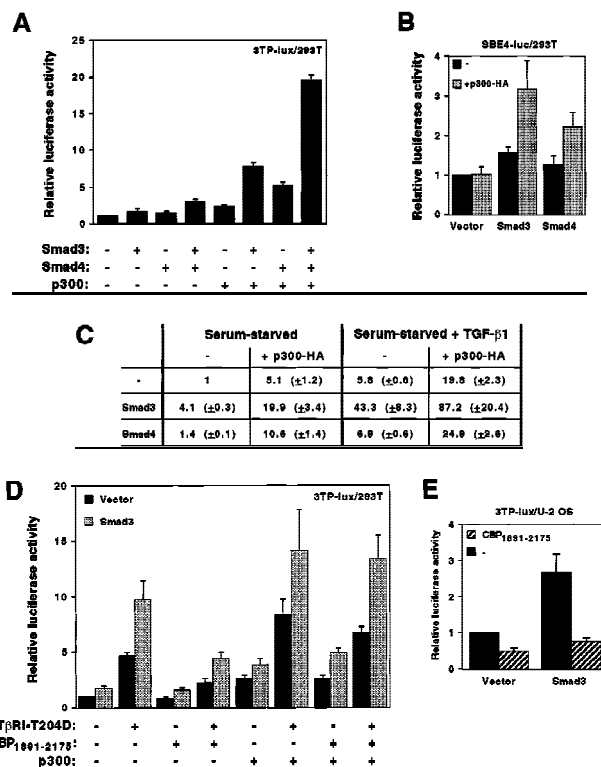 A
3TP-lux/293T
Relative luciferase activity
25
20
15
10
5
0
Smad3: - + - + - + - +
Smad4: - - + + - - + +
p300: - - - - + + + +
B
SBE4-luc/293T
-
+p300-HA
Relative luciferase activity
4
3
2
1
0
Vector Smad3 Smad4
C
Serum-starved Serum-starved + TGF-β1
- + p300-HA - + p300-HA
- 1 5.1 (±1.2) 5.8 (±0.8) 19.8 (±2.3)
Smad3 4.1 (±0.3) 19.9 (±3.4) 43.3 (±8.3) 87.2 (±20.4)
Smad4 1.4 (±0.1) 10.6 (±1.4) 6.9 (±0.6) 24.9 (±2.6)
D
3TP-lux/293T
Vector
Smad3
Relative luciferase activity
20
15
10
5
0
TβRI-T204D: - + - + - + - +
BP1891-2175: - - + + - - + +
p300: - - - - + + + +
E
3TP-lux/U-2 OS
CBP1891-2175
-
Relative luciferase activity
4
3
2
1
0
Vector Smad3